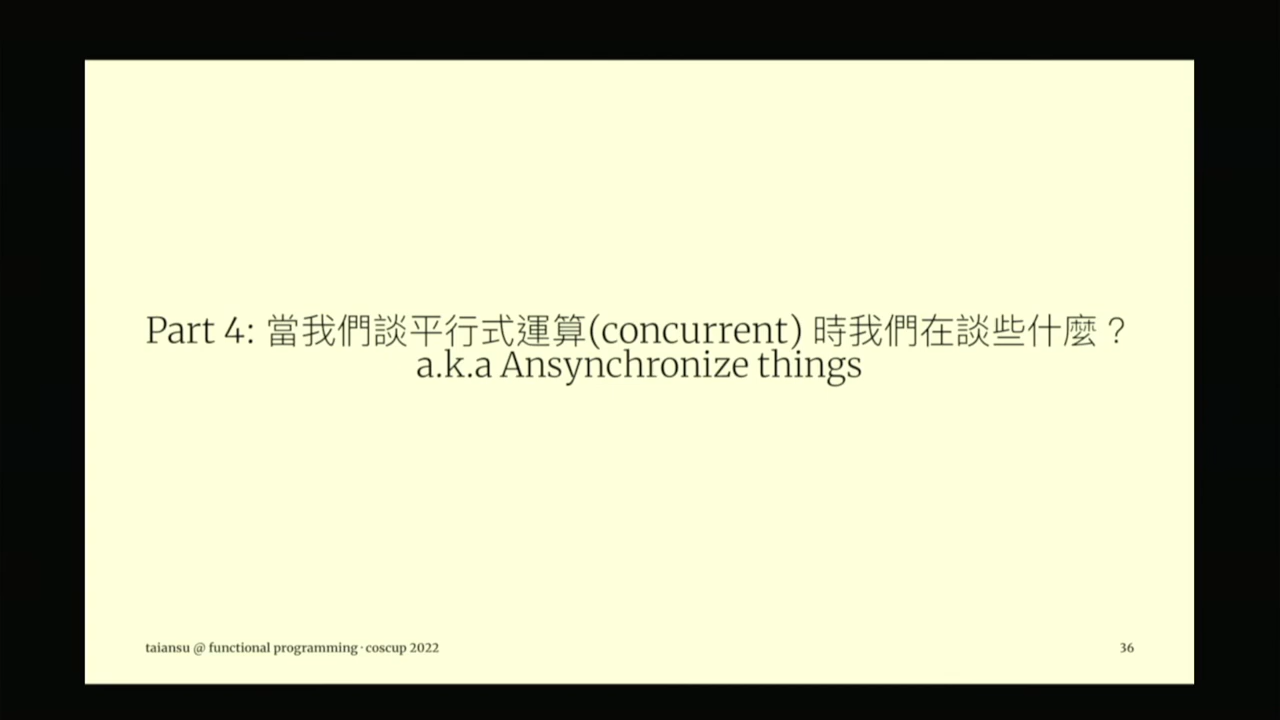 Part 4: 當我們談平行式運算(concurrent) 時我們在談些什麼？
a.k.a Ansynchronize things
taiansu @ functional programming · coscup 2022
36